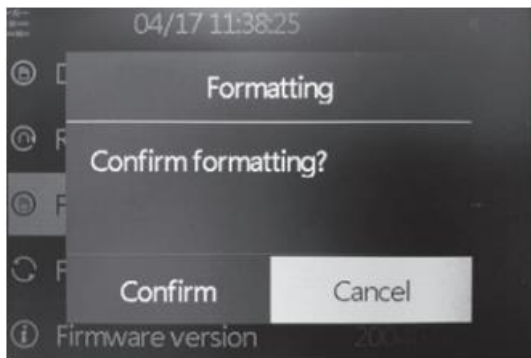 04/17 11:38:25
Formatting
Confirm formatting?
Confirm Cancel
Firmware version